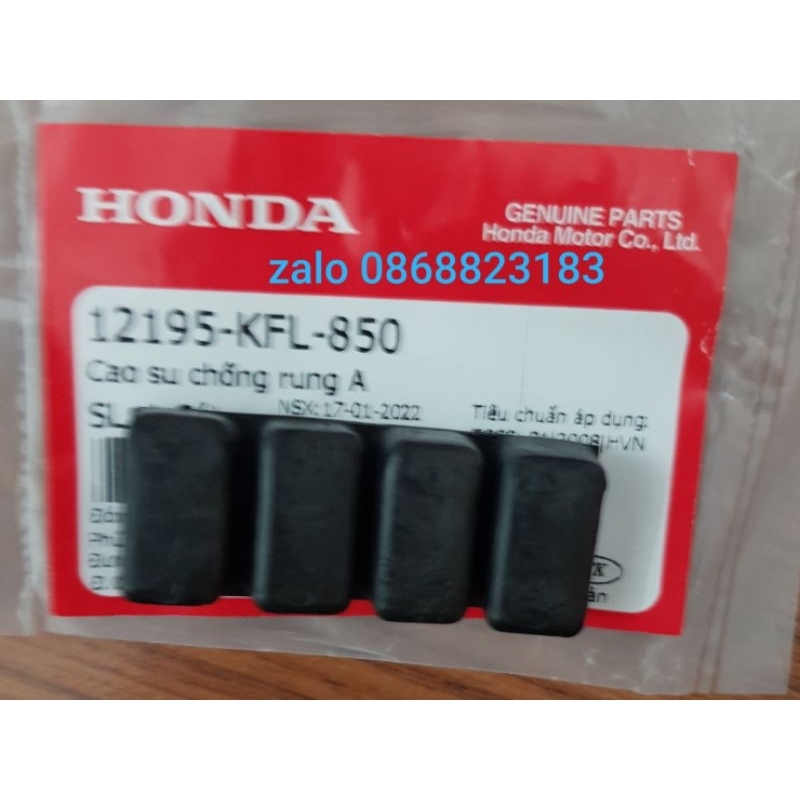 HONDA
GENUINE PARTS
Honda Motor Co., Ltd.
zalo 0868823183
12195-KFL-850
Cao su chống rung A
NSX: 17-01-2022
Tiêu chuẩn áp dụng: